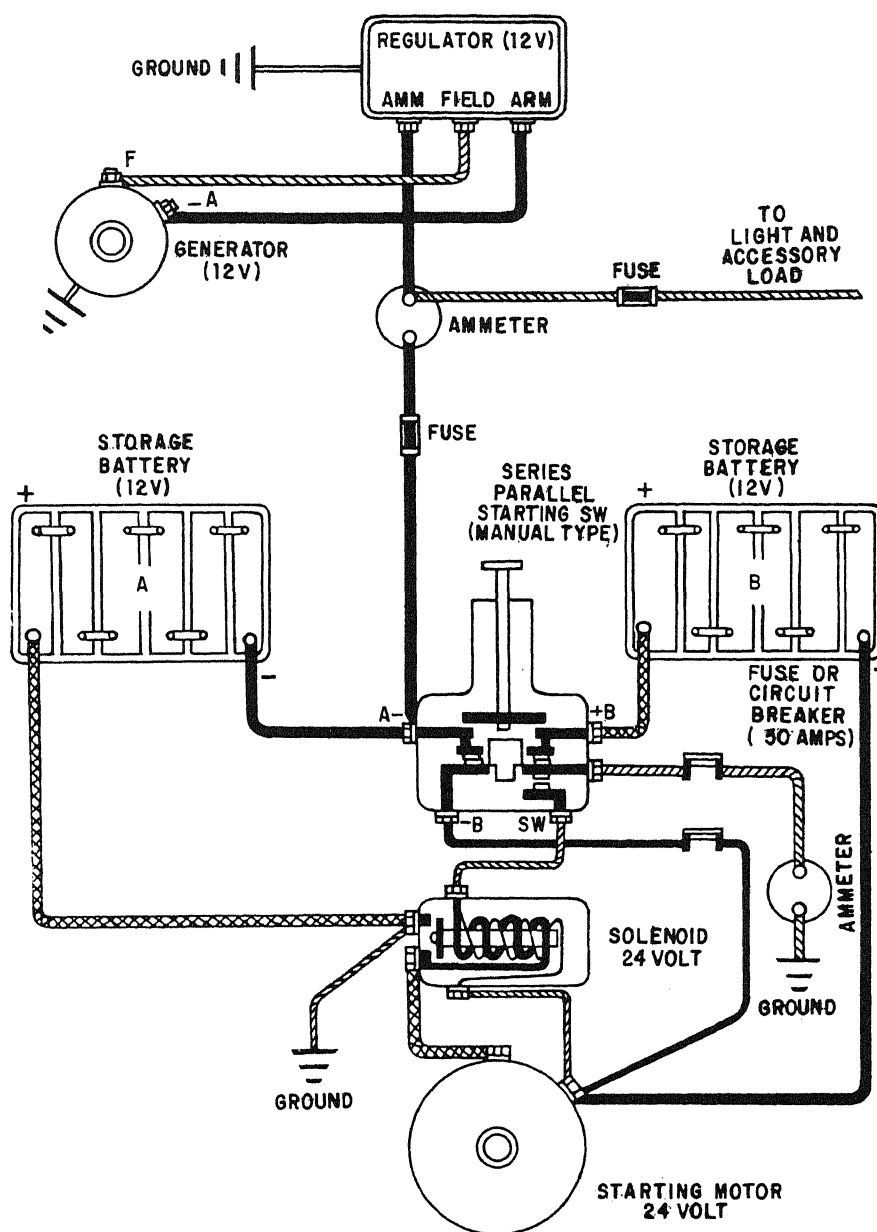 REGULATOR (12V)
GROUND
AMM FIELD ARM
F
-A
GENERATOR
(12V)
TO
LIGHT AND
ACCESSORY
LOAD
FUSE
AMMETER
FUSE
STORAGE
BATTERY
(12V)
+
A
-
SERIES
PARALLEL
STARTING SW
(MANUAL TYPE)
STORAGE
BATTERY
(12V)
+
B
-
FUSE OR
CIRCUIT
BREAKER
( 30 AMPS)
A-
+B
-B
SW
AMMETER
SOLENOID
24 VOLT
GROUND
GROUND
STARTING MOTOR
24 VOLT